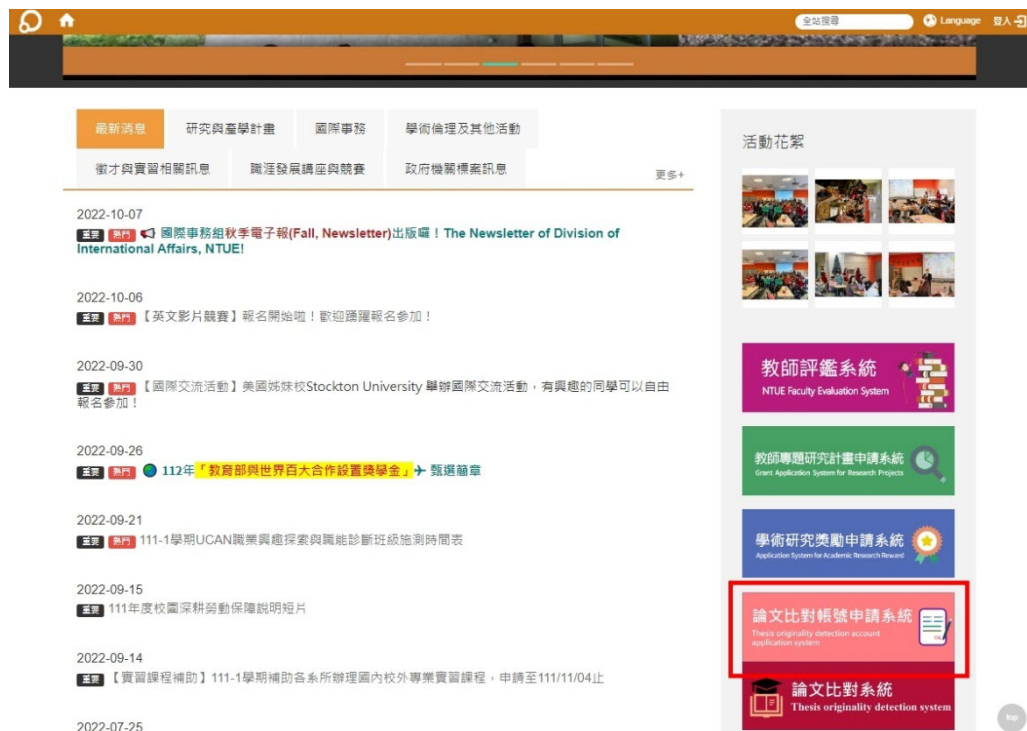 全站搜尋
Language
登入
最新消息
研究與產學計畫
國際事務
學術倫理及其他活動
徵才與實習相關訊息
職涯發展講座與競賽
政府機關標案訊息
更多+
2022-10-07
重要 熱門 國際事務組秋季電子報(Fall, Newsletter)出版囉！The Newsletter of Division of
International Affairs, NTUE!
2022-10-06
重要 熱門 【英文影片競賽】報名開始啦！歡迎踴躍報名參加！
2022-09-30
重要 熱門 【國際交流活動】美國姊妹校Stockton University 舉辦國際交流活動，有興趣的同學可以自由
報名參加！
2022-09-26
重要 熱門 112年「教育部與世界百大合作設置獎學金」✈ 甄選簡章
2022-09-21
重要 熱門 111-1學期UCAN職業興趣探索與職能診斷班級施測時間表
2022-09-15
重要 111年度校園深耕勞動保障說明短片
2022-09-14
重要 【實習課程補助】111-1學期補助各系所辦理國內校外專業實習課程，申請至111/11/04止
2022-07-25
活動花絮
教師評鑑系統
NTUE Faculty Evaluation System
教師專題研究計畫申請系統
Grant Application System for Research Projects
學術研究獎勵申請系統
Application System for Academic Research Reward
論文比對帳號申請系統
Thesis originality detection account
application system
論文比對系統
Thesis originality detection system
top